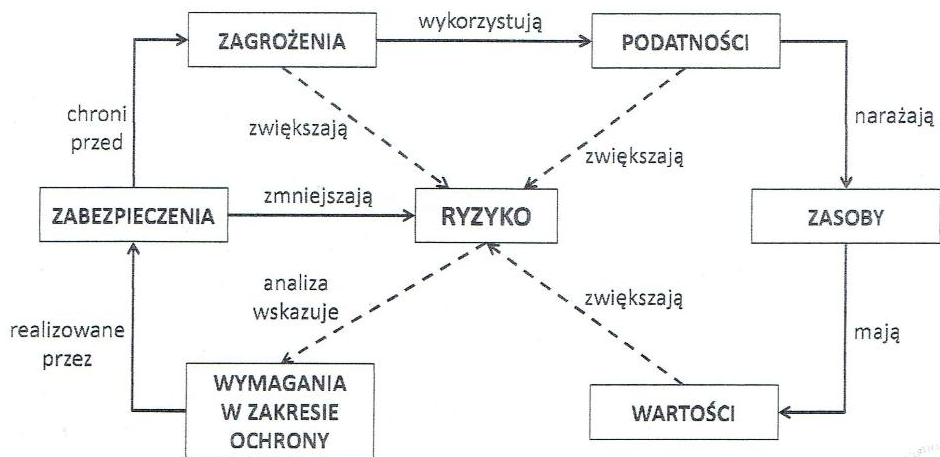 wykorzystują
ZAGROŻENIA
PODATNOŚCI
chroni
przed
zwiększają
zwiększają
narażają
ZABEZPIECZENIA
zmniejszają
RYZYKO
ZASOBY
analiza
wskazuje
zwiększają
realizowane
przez
mają
WYMAGANIA
W ZAKRESIE
OCHRONY
WARTOŚCI